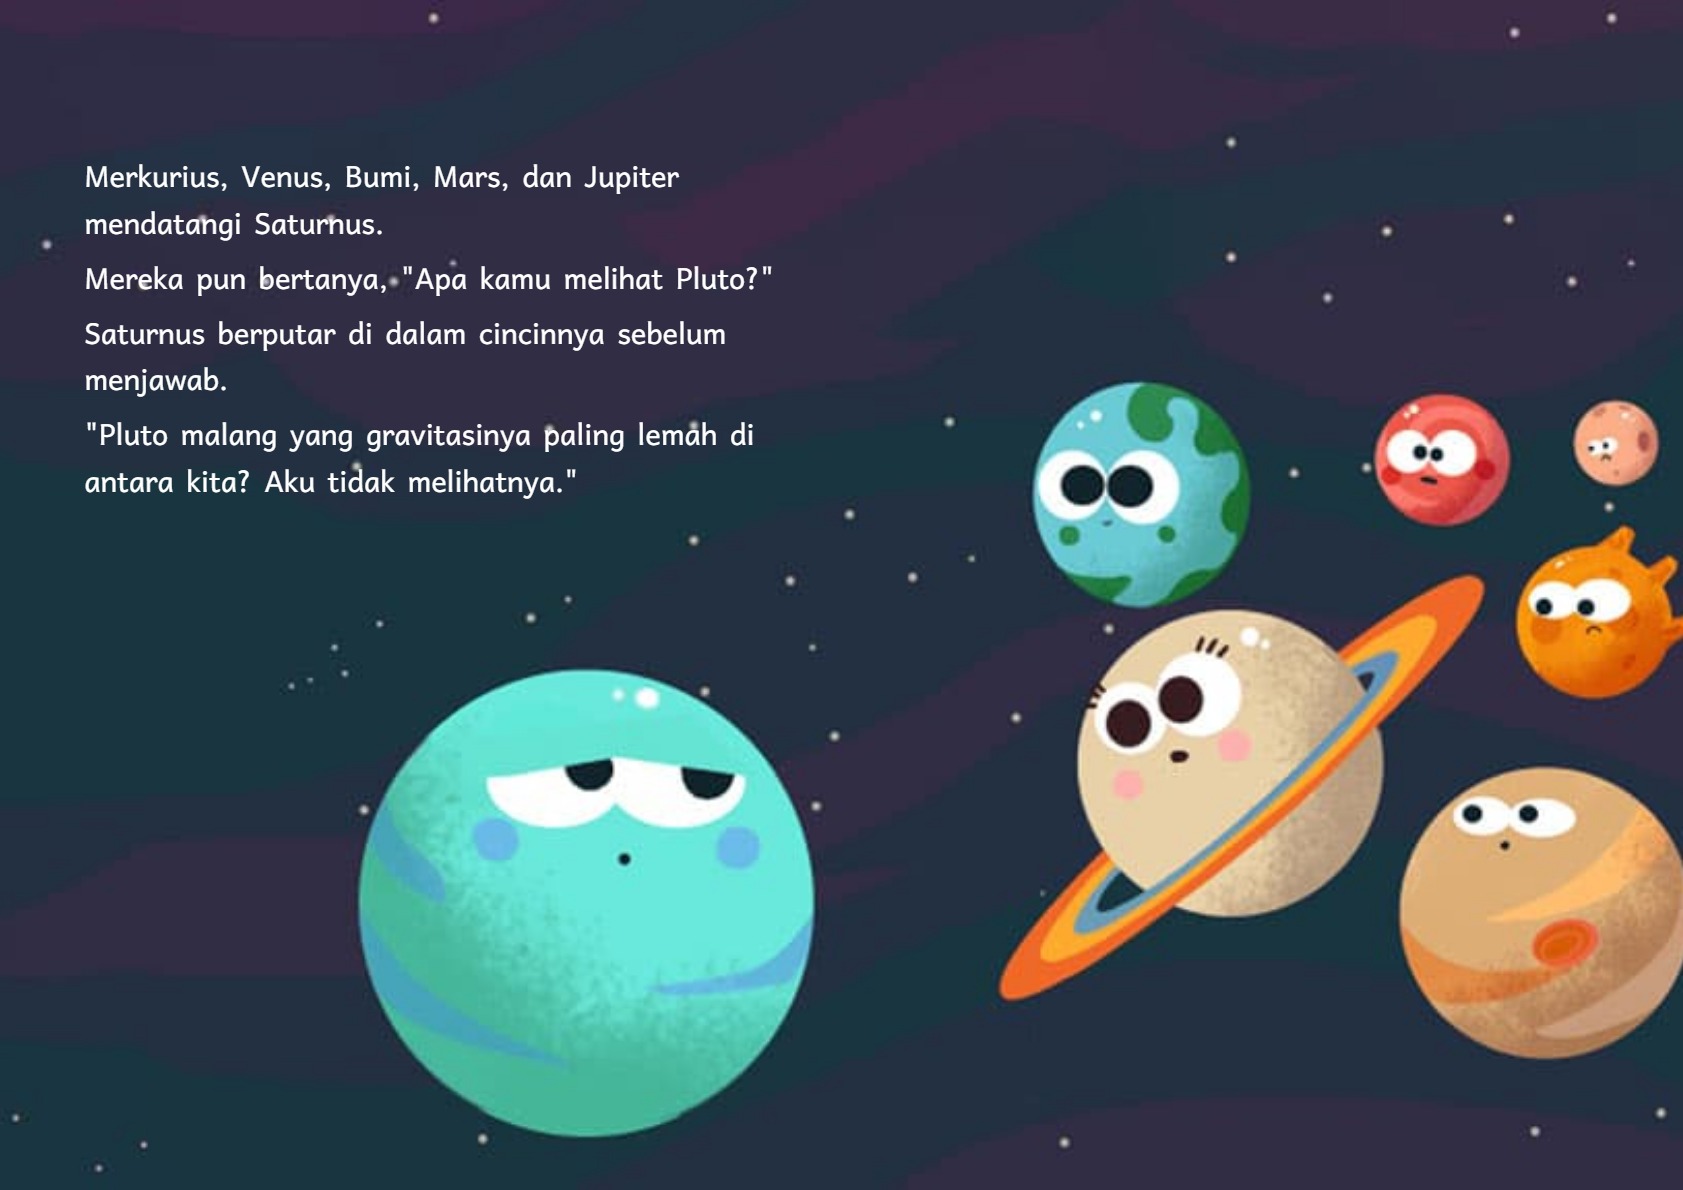 Merkurius, Venus, Bumi, Mars, dan Jupiter
mendatangi Saturnus.
Mereka pun bertanya, "Apa kamu melihat Pluto?"
Saturnus berputar di dalam cincinnya sebelum
menjawab.
"Pluto malang yang gravitasinya paling lemah di
antara kita? Aku tidak melihatnya."